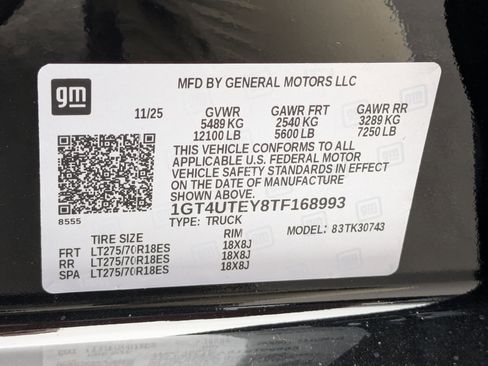 gm
MFD BY GENERAL MOTORS LLC
11/25 GVWR GAWR FRT GAWR RR
5489 KG 2540 KG 3289 KG
12100 LB 5600 LB 7250 LB
THIS VEHICLE CONFORMS TO ALL
APPLICABLE U.S. FEDERAL MOTOR
VEHICLE SAFETY STANDARDS IN EFFECT ON
THE DATE OF MANUFACTURE
SHOWN ABOVE.
8555
1GT4UTEY8TF168993
TYPE: TRUCK MODEL: 83TK30743
TIRE SIZE RIM
FRT LT275/70R18ES 18X8J
RR LT275/70R18ES 18X8J
SPA LT275/70R18ES 18X8J